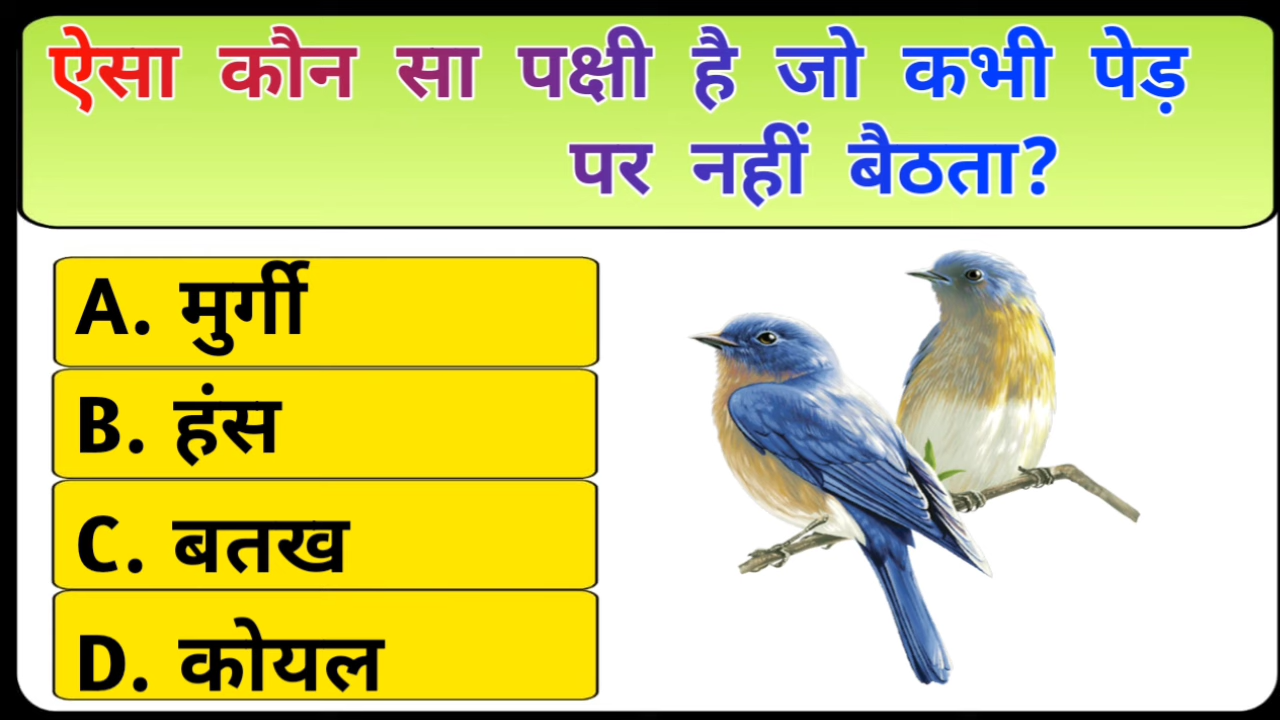 ऐसा कौन सा पक्षी है जो कभी पेड़
पर नहीं बैठता?
A. मुर्गी
B. हंस
C. बतख
D. कोयल